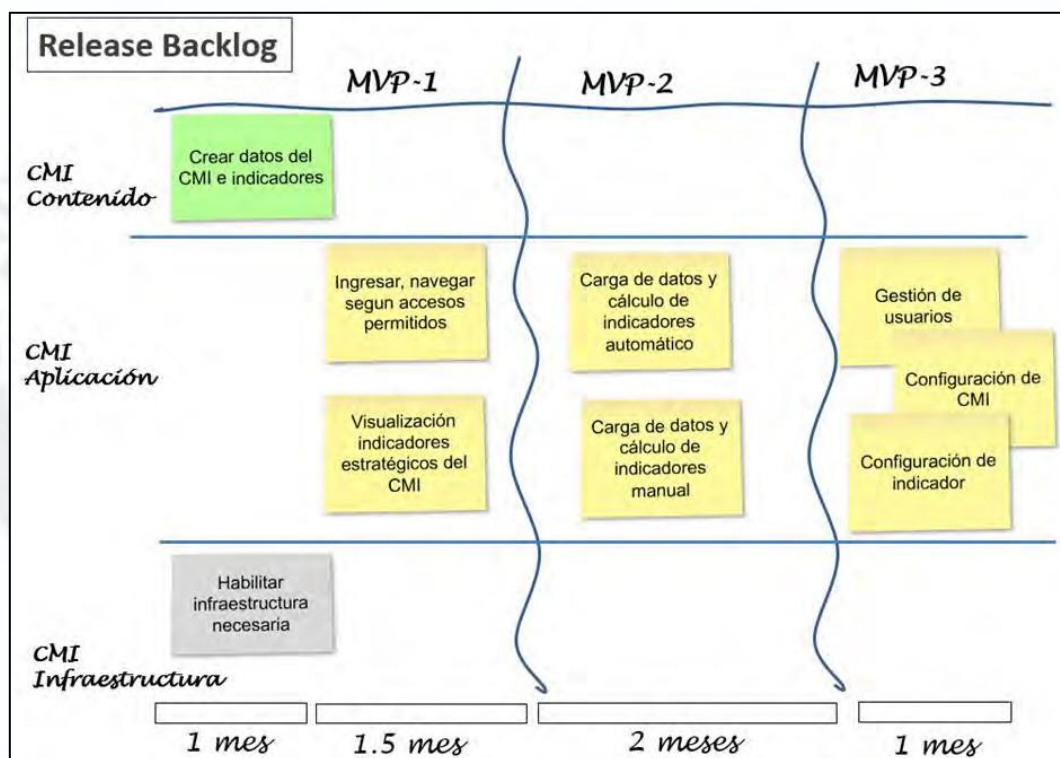 Release Backlog
MVP-1
MVP-2
MVP-3
CMI
Contenido
Crear datos del
CMI e indicadores
CMI
Aplicación
Ingresar, navegar
segun accesos
permitidos
Visualización
indicadores
estratégicos del
CMI
Carga de datos y
cálculo de
indicadores
automático
Carga de datos y
cálculo de
indicadores
manual
Gestión de
usuarios
Configuración de
CMI
Configuración de
indicador
CMI
Infraestructura
Habilitar
infraestructura
necesaria
1 mes
1.5 mes
2 meses
1 mes